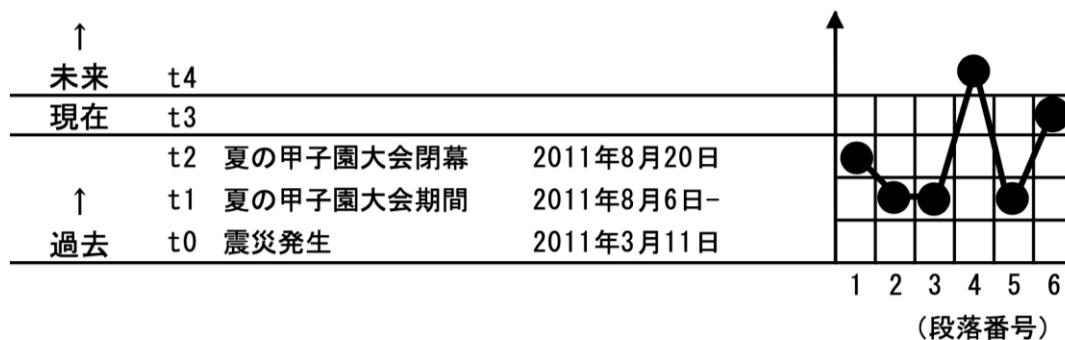 ↑
未来 t4
現在 t3
t2 夏の甲子園大会閉幕 2011年8月20日
↑ t1 夏の甲子園大会期間 2011年8月6日-
過去 t0 震災発生 2011年3月11日
1 2 3 4 5 6
(段落番号)